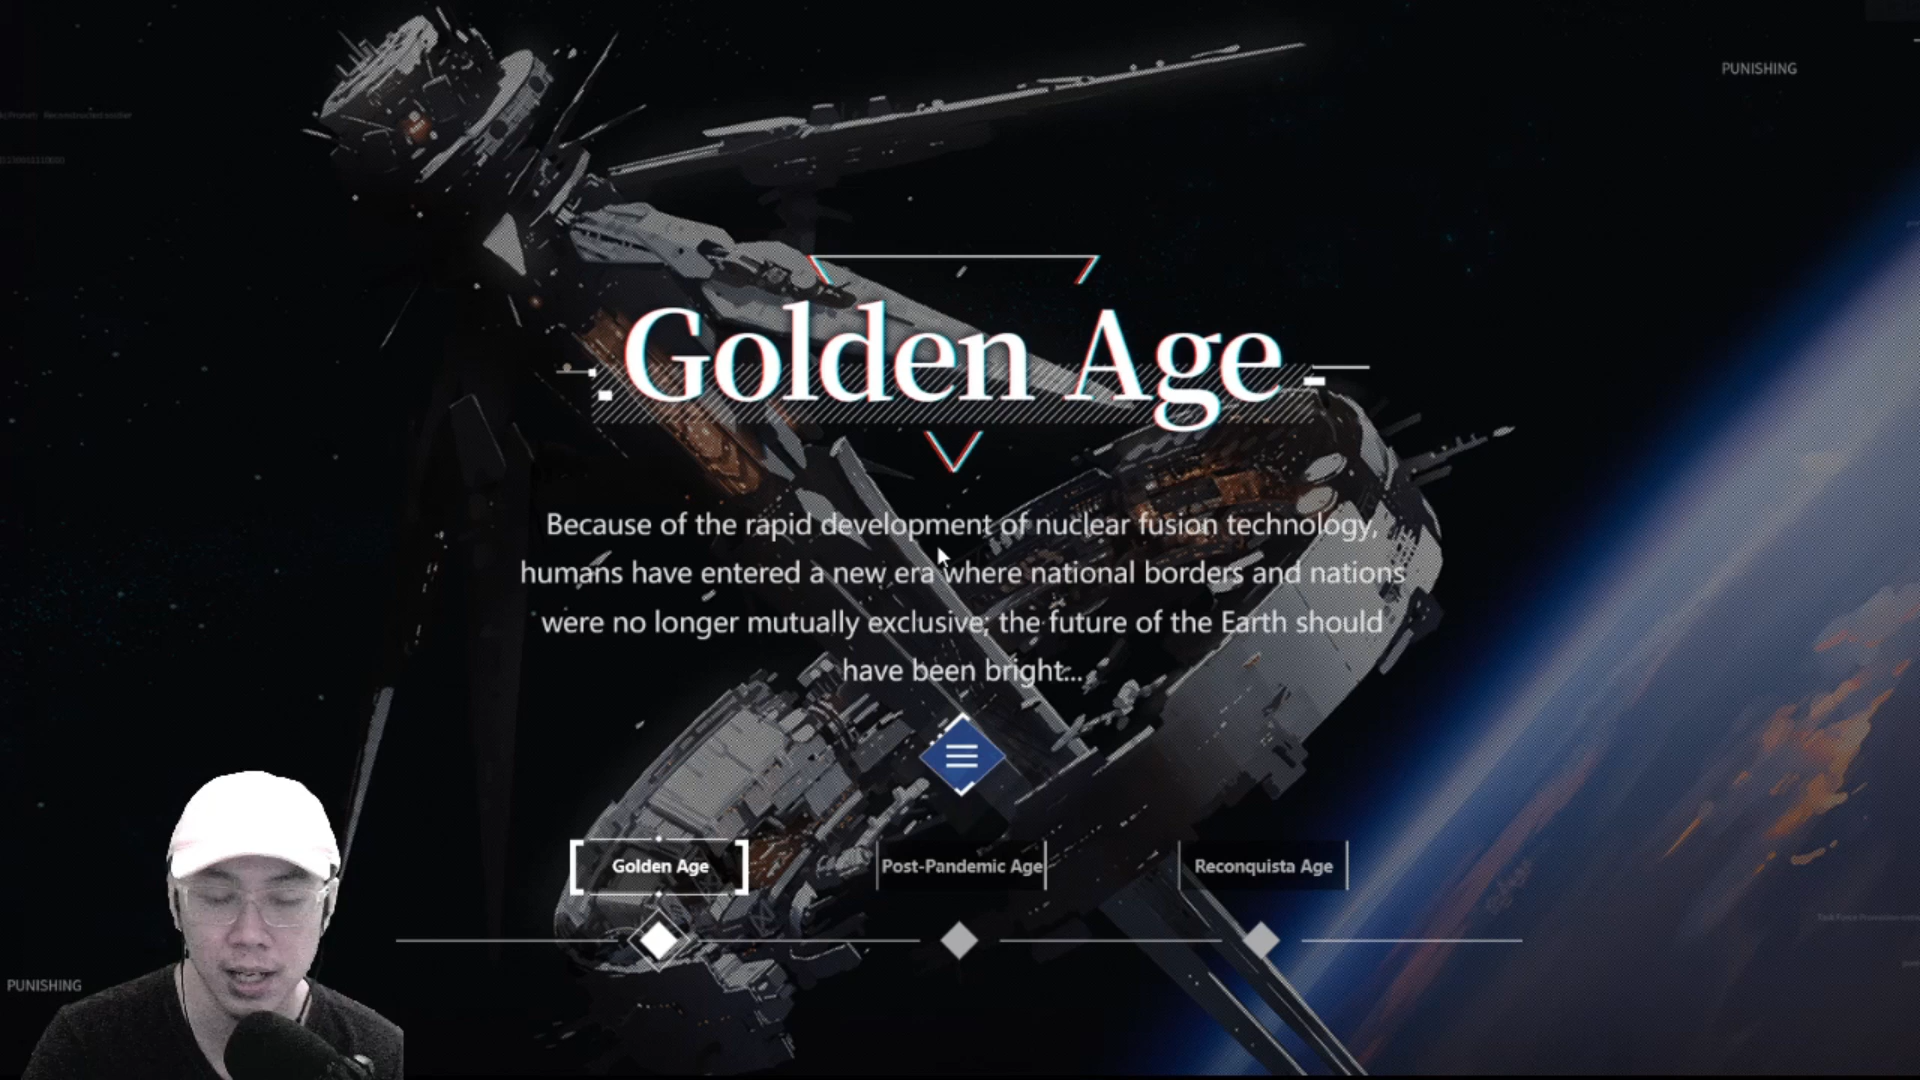 PUNISHING
Golden Age
Because of the rapid development of nuclear fusion technology,
humans have entered a new era where national borders and nations
were no longer mutually exclusive; the future of the Earth should
have been bright...
Golden Age
Post-Pandemic Age
Reconquista Age
PUNISHING